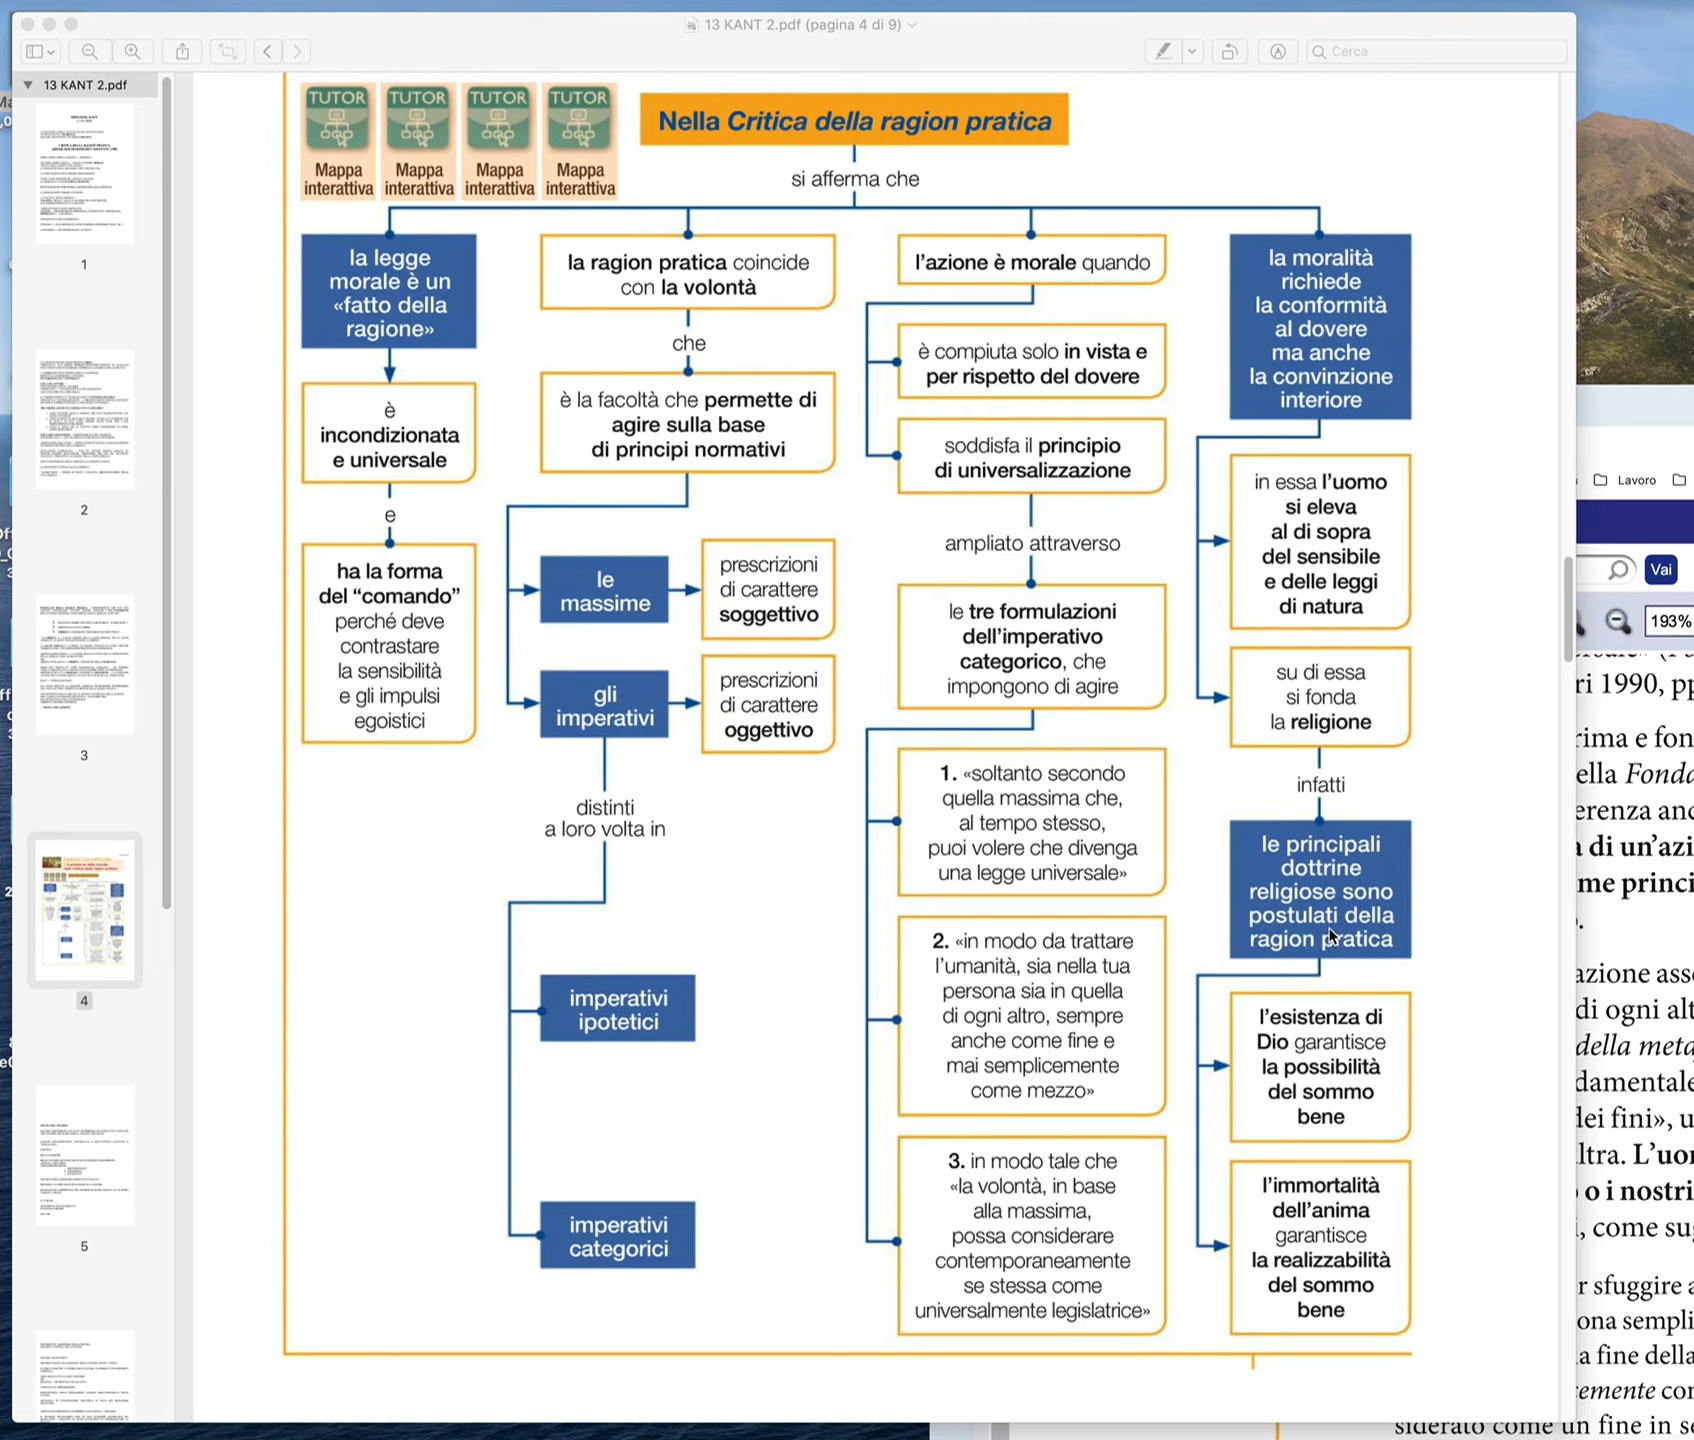 13 KANT 2.pdf (pagina 4 di 9)
Cerca
13 KANT 2.pdf
1
2
3
4
5
TUTOR TUTOR TUTOR TUTOR
Mappa interattiva
Mappa interattiva
Mappa interattiva
Mappa interattiva
Nella Critica della ragion pratica
si afferma che
la legge
morale è un
«fatto della
ragione»
è
incondizionata
e universale
e
ha la forma
del “comando”
perché deve
contrastare
la sensibilità
e gli impulsi
egoistici
la ragion pratica coincide
con la volontà
che
è la facoltà che permette di
agire sulla base
di principi normativi
le
massime
prescrizioni
di carattere
soggettivo
gli
imperativi
prescrizioni
di carattere
oggettivo
distinti
a loro volta in
imperativi
ipotetici
imperativi
categorici
l’azione è morale quando
è compiuta solo in vista e
per rispetto del dovere
soddisfa il principio
di universalizzazione
ampliato attraverso
le tre formulazioni
dell’imperativo
categorico, che
impongono di agire
1. «soltanto secondo
quella massima che,
al tempo stesso,
puoi volere che divenga
una legge universale»
2. «in modo da trattare
l’umanità, sia nella tua
persona sia in quella
di ogni altro, sempre
anche come fine e
mai semplicemente
come mezzo»
3. in modo tale che
«la volontà, in base
alla massima,
possa considerare
contemporaneamente
se stessa come
universalmente legislatrice»
la moralità
richiede
la conformità
al dovere
ma anche
la convinzione
interiore
in essa l’uomo
si eleva
al di sopra
del sensibile
e delle leggi
di natura
su di essa
si fonda
la religione
infatti
le principali
dottrine
religiose sono
postulati della
ragion pratica
l’esistenza di
Dio garantisce
la possibilità
del sommo
bene
l’immortalità
dell’anima
garantisce
la realizzabilità
del sommo
bene
Lavoro
Vai
193%
ri 1990, pp
rima e fon
ella Fonda
erenza anc
a di un’azi
me princi
azione asso
di ogni alt
della meta
damentale
dei fini», u
ltra. L’uor
o i nostri
, come sug
r sfuggire a
ona sempli
a fine della
cemente con
siderato come un fine in se